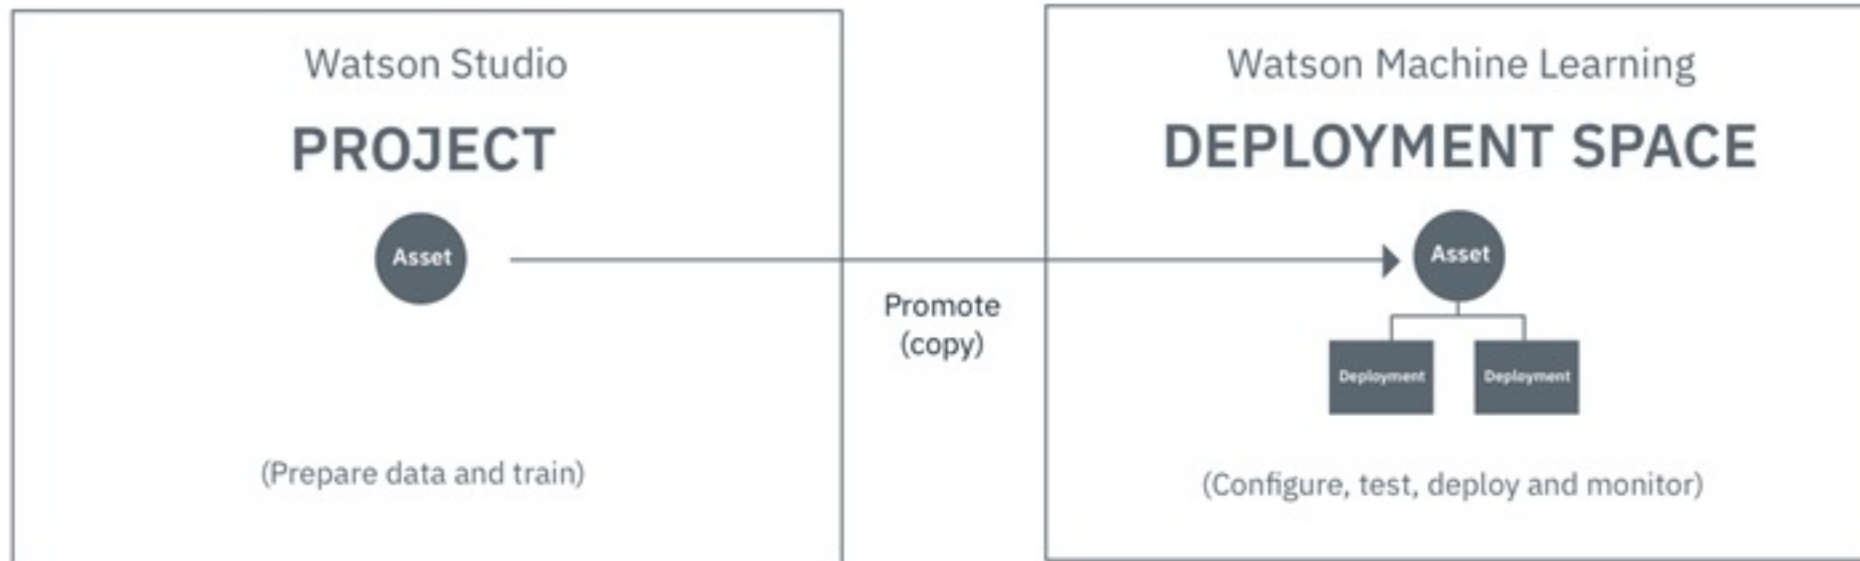 Watson Studio
PROJECT
Asset
(Prepare data and train)
Promote
(copy)
Watson Machine Learning
DEPLOYMENT SPACE
Asset
Deployment
Deployment
(Configure, test, deploy and monitor)